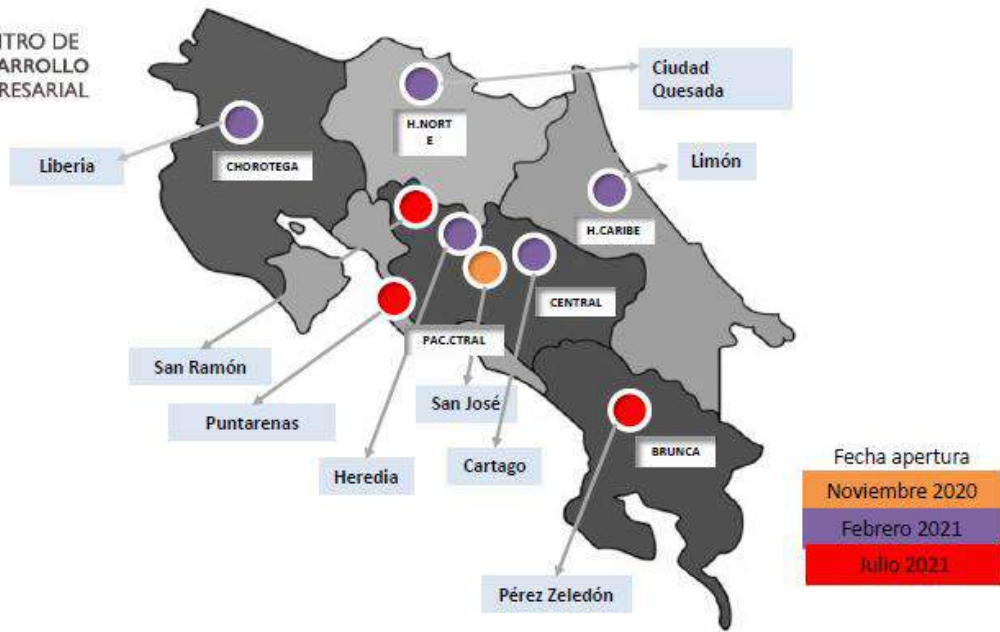 NTRO DE
ARROLLO
RESARIAL
Ciudad
Quesada
H.NORT
E
Liberia
CHOROTEGA
Limón
H.CARIBE
CENTRAL
PAC.CTRAL
San Ramón
San José
Puntarenas
Heredia
Cartago
BRUNCA
Fecha apertura
Noviembre 2020
Febrero 2021
Julio 2021
Pérez Zeledón